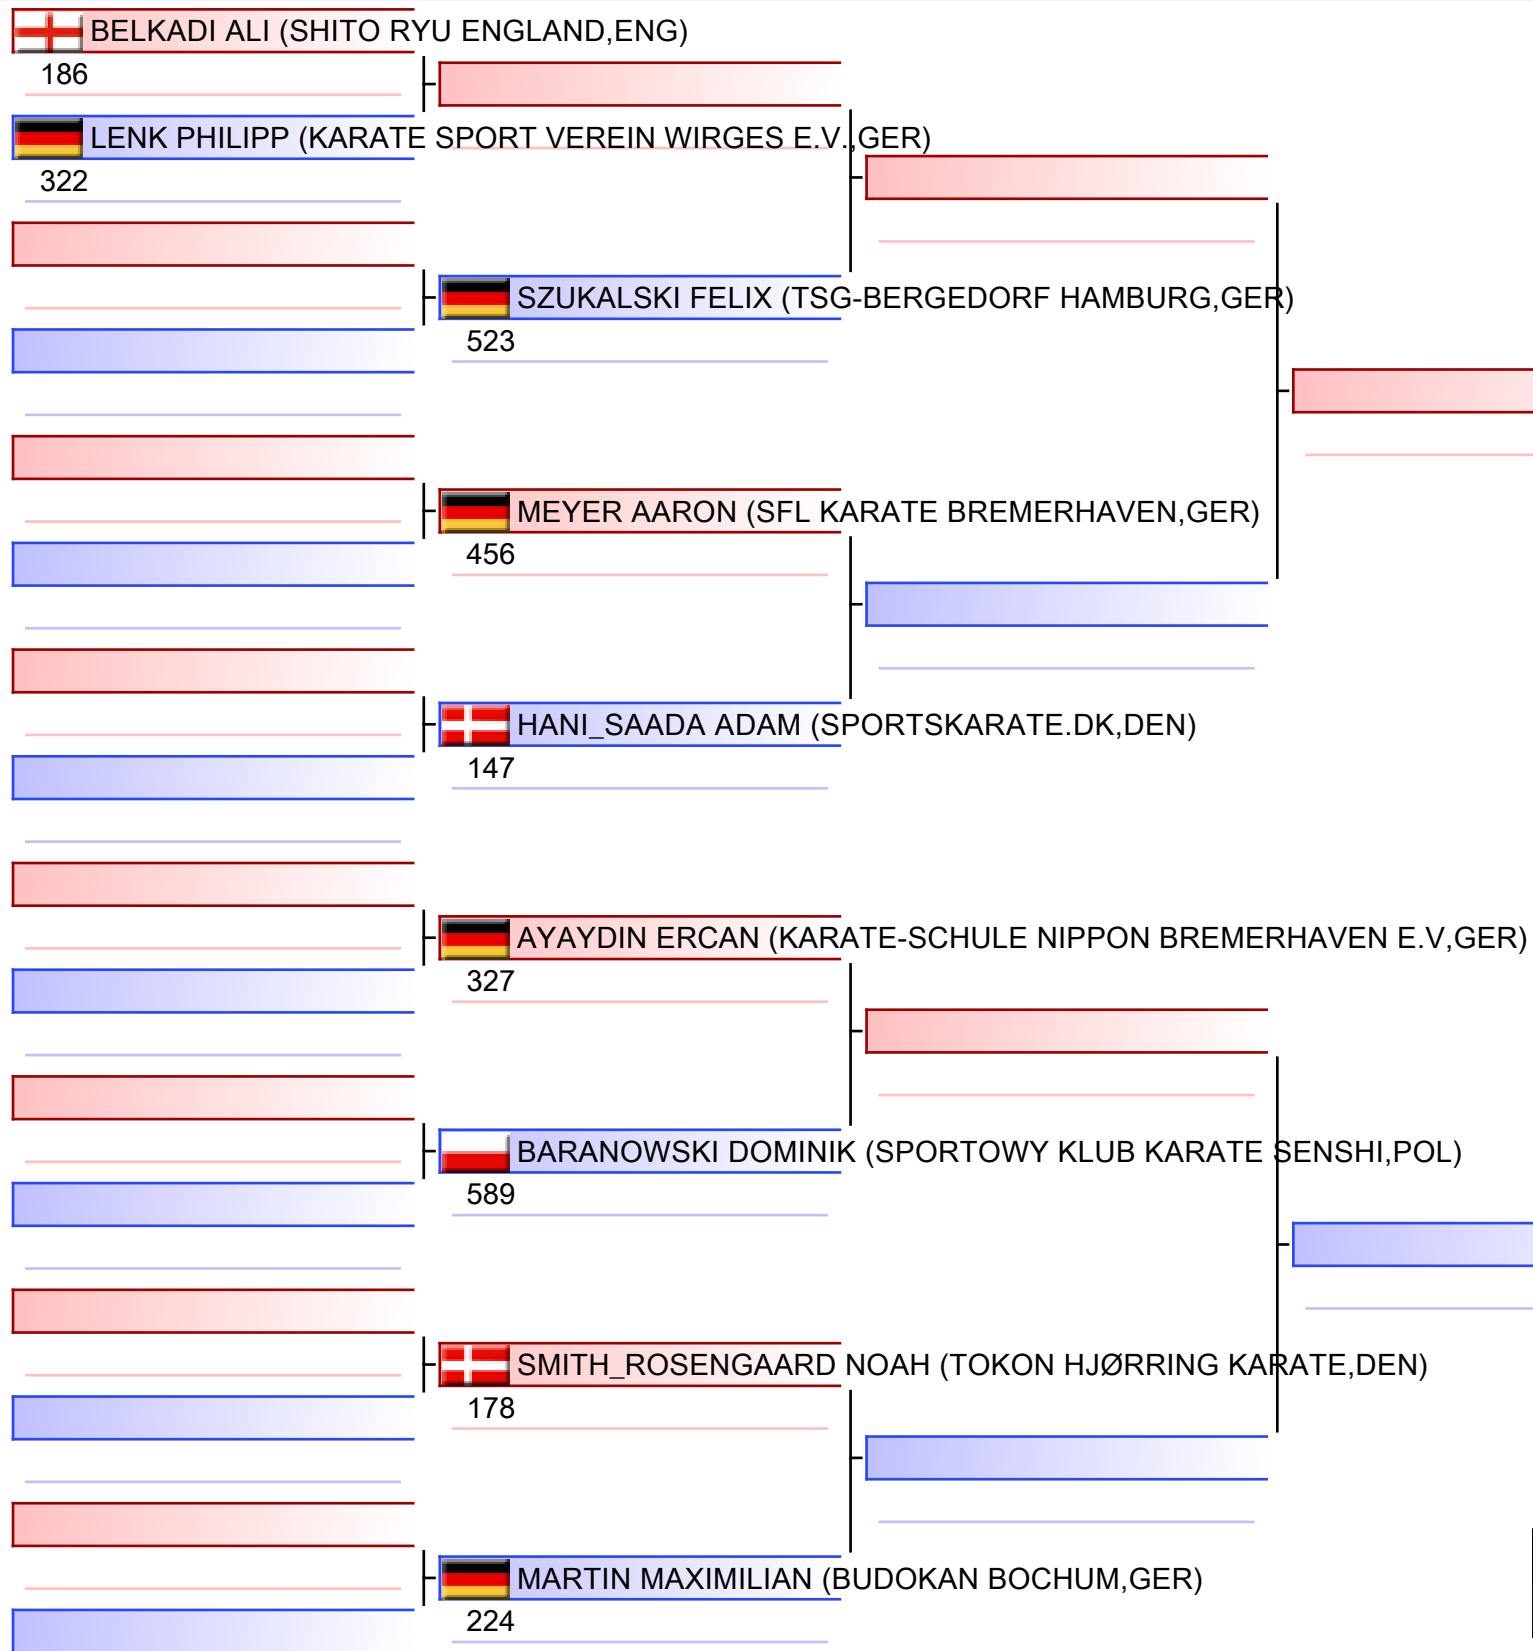 BELKADI ALI (SHITO RYU ENGLAND,ENG)
186
LENK PHILIPP (KARATE SPORT VEREIN WIRGES E.V.,GER)
322
SZUKALSKI FELIX (TSG-BERGEDORF HAMBURG,GER)
523
MEYER AARON (SFL KARATE BREMERHAVEN,GER)
456
HANI_SAADA ADAM (SPORTSKARATE.DK,DEN)
147
AYAYDIN ERCAN (KARATE-SCHULE NIPPON BREMERHAVEN E.V,GER)
327
BARANOWSKI DOMINIK (SPORTOWY KLUB KARATE SENSHI,POL)
589
SMITH_ROSENGAARD NOAH (TOKON HJØRRING KARATE,DEN)
178
MARTIN MAXIMILIAN (BUDOKAN BOCHUM,GER)
224